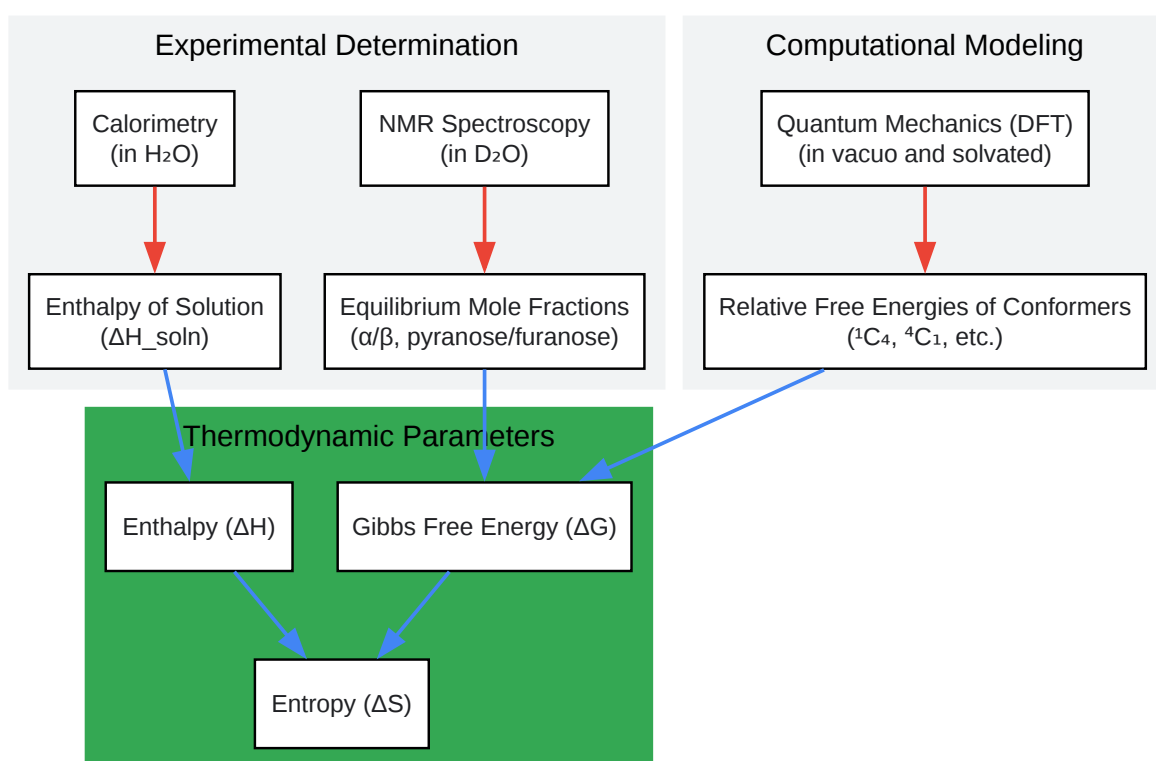 Experimental Determination
Computational Modeling
Calorimetry
(in H₂O)
NMR Spectroscopy
(in D₂O)
Quantum Mechanics (DFT)
(in vacuo and solvated)
Enthalpy of Solution
(ΔH_soln)
Equilibrium Mole Fractions
(α/β, pyranose/furanose)
Relative Free Energies of Conformers
(¹C₄, ⁴C₁, etc.)
Thermodynamic Parameters
Enthalpy (ΔH)
Gibbs Free Energy (ΔG)
Entropy (ΔS)